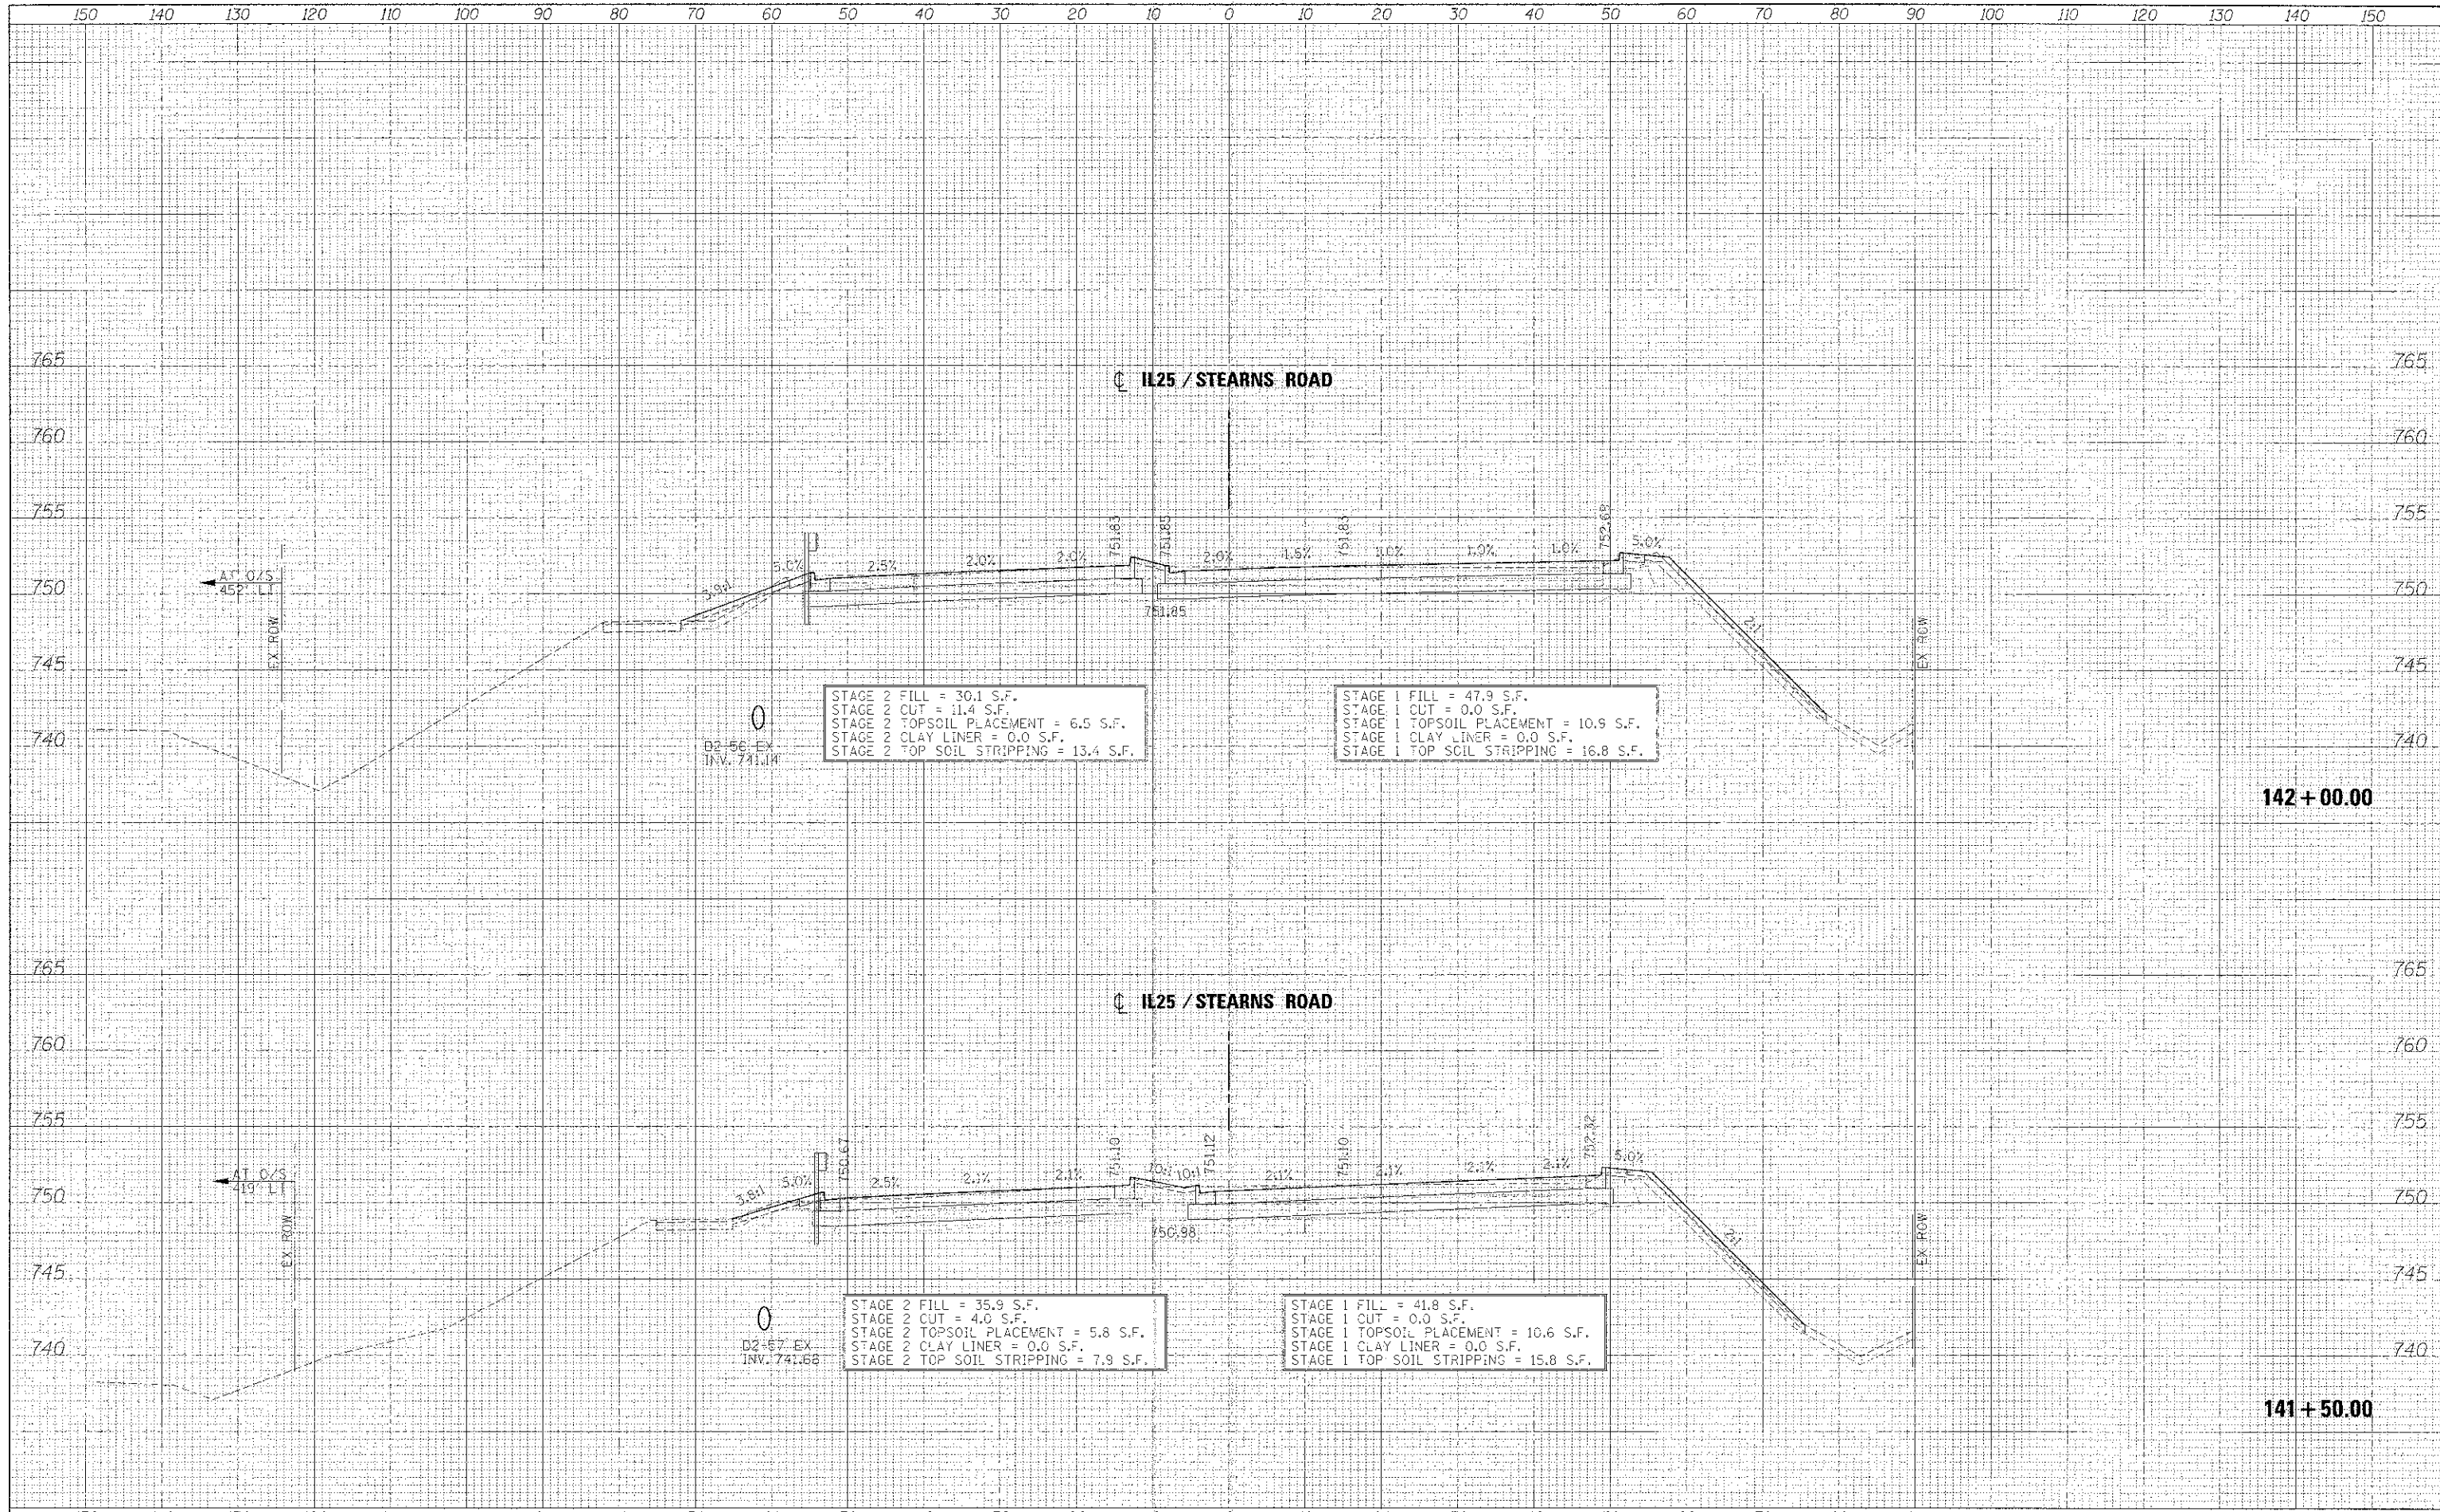 150 140 130 120 110 100 90 80 70 60 50 40 30 20 10 0 10 20 30 40 50 60 70 80 90 100 110 120 130 140 150
765 765
℄ IL25 / STEARNS ROAD
760 760
755 755
751.83 751.85 751.83 752.68
5.0% 2.5% 2.0% 2.0% 2.0% 1.5% 1.0% 1.0% 1.0% 5.0%
AT O/S
452' LT
3.9:1
750 750
751.85
2:1
EX ROW EX ROW
745 745
STAGE 2 FILL = 30.1 S.F.
STAGE 2 CUT = 11.4 S.F.
STAGE 2 TOPSOIL PLACEMENT = 6.5 S.F.
STAGE 2 CLAY LINER = 0.0 S.F.
STAGE 2 TOP SOIL STRIPPING = 13.4 S.F.
STAGE 1 FILL = 47.9 S.F.
STAGE 1 CUT = 0.0 S.F.
STAGE 1 TOPSOIL PLACEMENT = 10.9 S.F.
STAGE 1 CLAY LINER = 0.0 S.F.
STAGE 1 TOP SOIL STRIPPING = 16.8 S.F.
740 740
D2-56 EX
INV. 741.14
142+00.00
765 765
℄ IL25 / STEARNS ROAD
760 760
755 755
750.67 751.10 751.12 751.10 752.32
3.8:1 5.0% 2.5% 2.1% 2.1% 10:1 10:1 2.1% 2.1% 2.1% 2.1% 5.0%
AT O/S
419' LT
750 750
750.98
2:1
EX ROW EX ROW
745 745
STAGE 2 FILL = 35.9 S.F.
STAGE 2 CUT = 4.0 S.F.
STAGE 2 TOPSOIL PLACEMENT = 5.8 S.F.
STAGE 2 CLAY LINER = 0.0 S.F.
STAGE 2 TOP SOIL STRIPPING = 7.9 S.F.
STAGE 1 FILL = 41.8 S.F.
STAGE 1 CUT = 0.0 S.F.
STAGE 1 TOPSOIL PLACEMENT = 10.6 S.F.
STAGE 1 CLAY LINER = 0.0 S.F.
STAGE 1 TOP SOIL STRIPPING = 15.8 S.F.
740 740
D2-57 EX
INV. 741.68
141+50.00